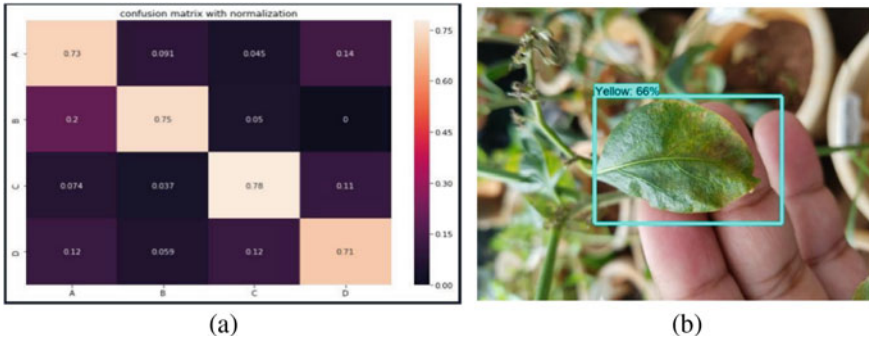 confusion matrix with normalization
A 0.73 0.091 0.045 0.14
B 0.2 0.75 0.05 0
C 0.074 0.037 0.78 0.11
D 0.12 0.059 0.12 0.71
A B C D
0.75
0.60
0.45
0.30
0.15
0.00
Yellow: 66%
(a)
(b)